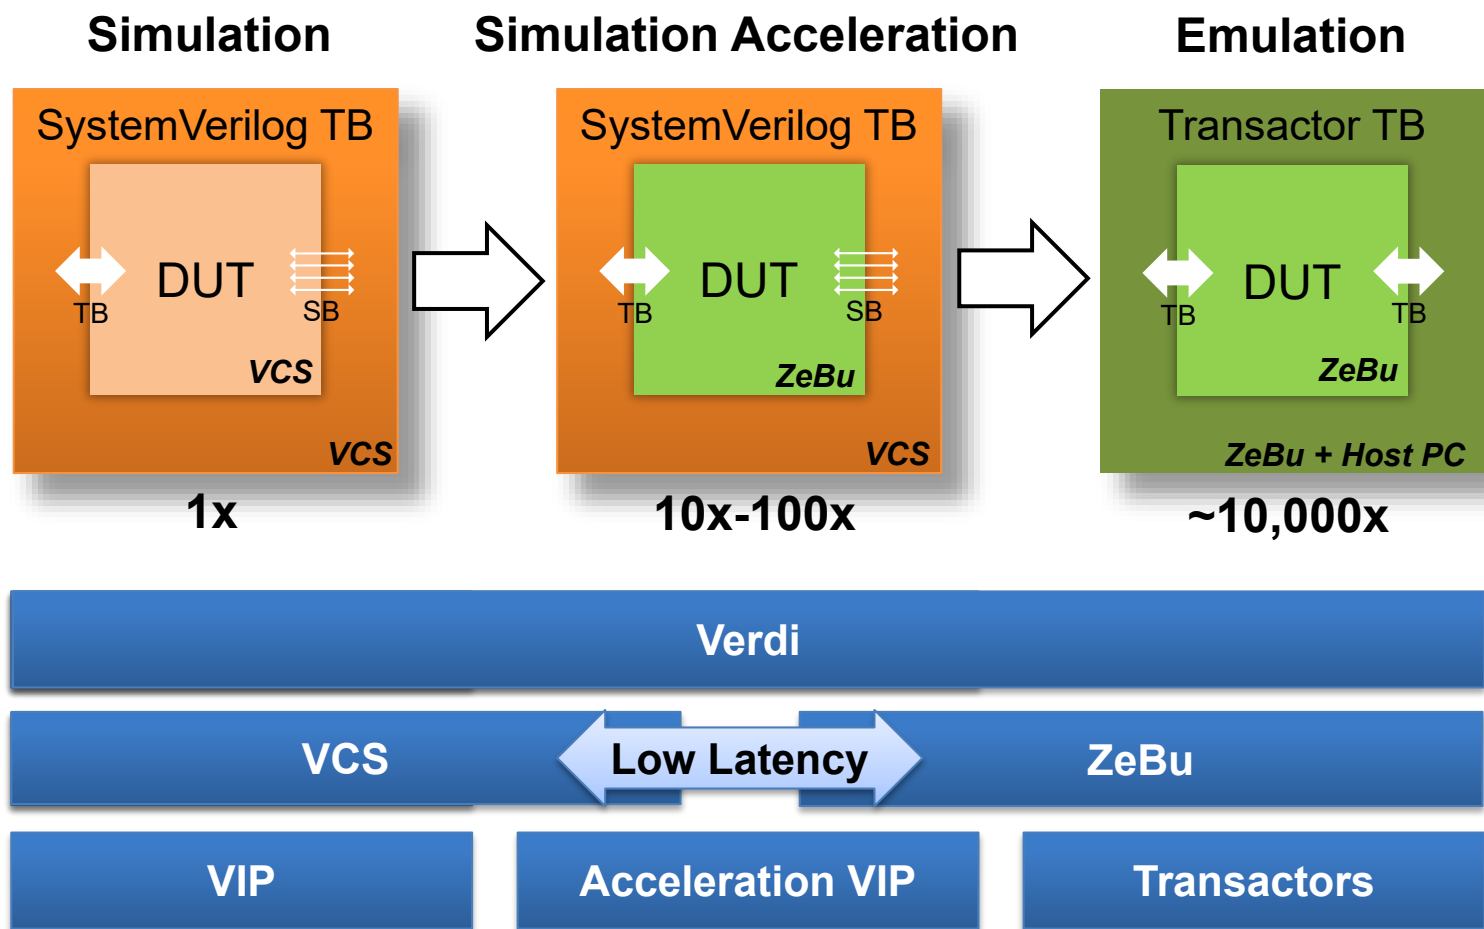 Simulation
Simulation Acceleration
Emulation
SystemVerilog TB
DUT
TB
SB
VCS
VCS
1x
SystemVerilog TB
DUT
TB
SB
ZeBu
VCS
10x-100x
Transactor TB
DUT
TB
TB
ZeBu
ZeBu + Host PC
~10,000x
Verdi
VCS
Low Latency
ZeBu
VIP
Acceleration VIP
Transactors